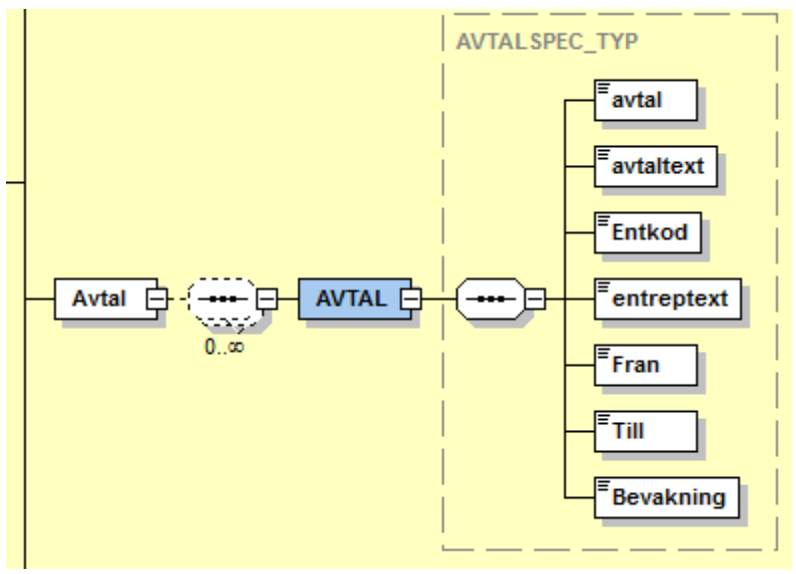 AVTALSPEC_TYP
avtal
avtaltext
Entkod
Avtal
AVTAL
entreptext
0..∞
Fran
Till
Bevakning